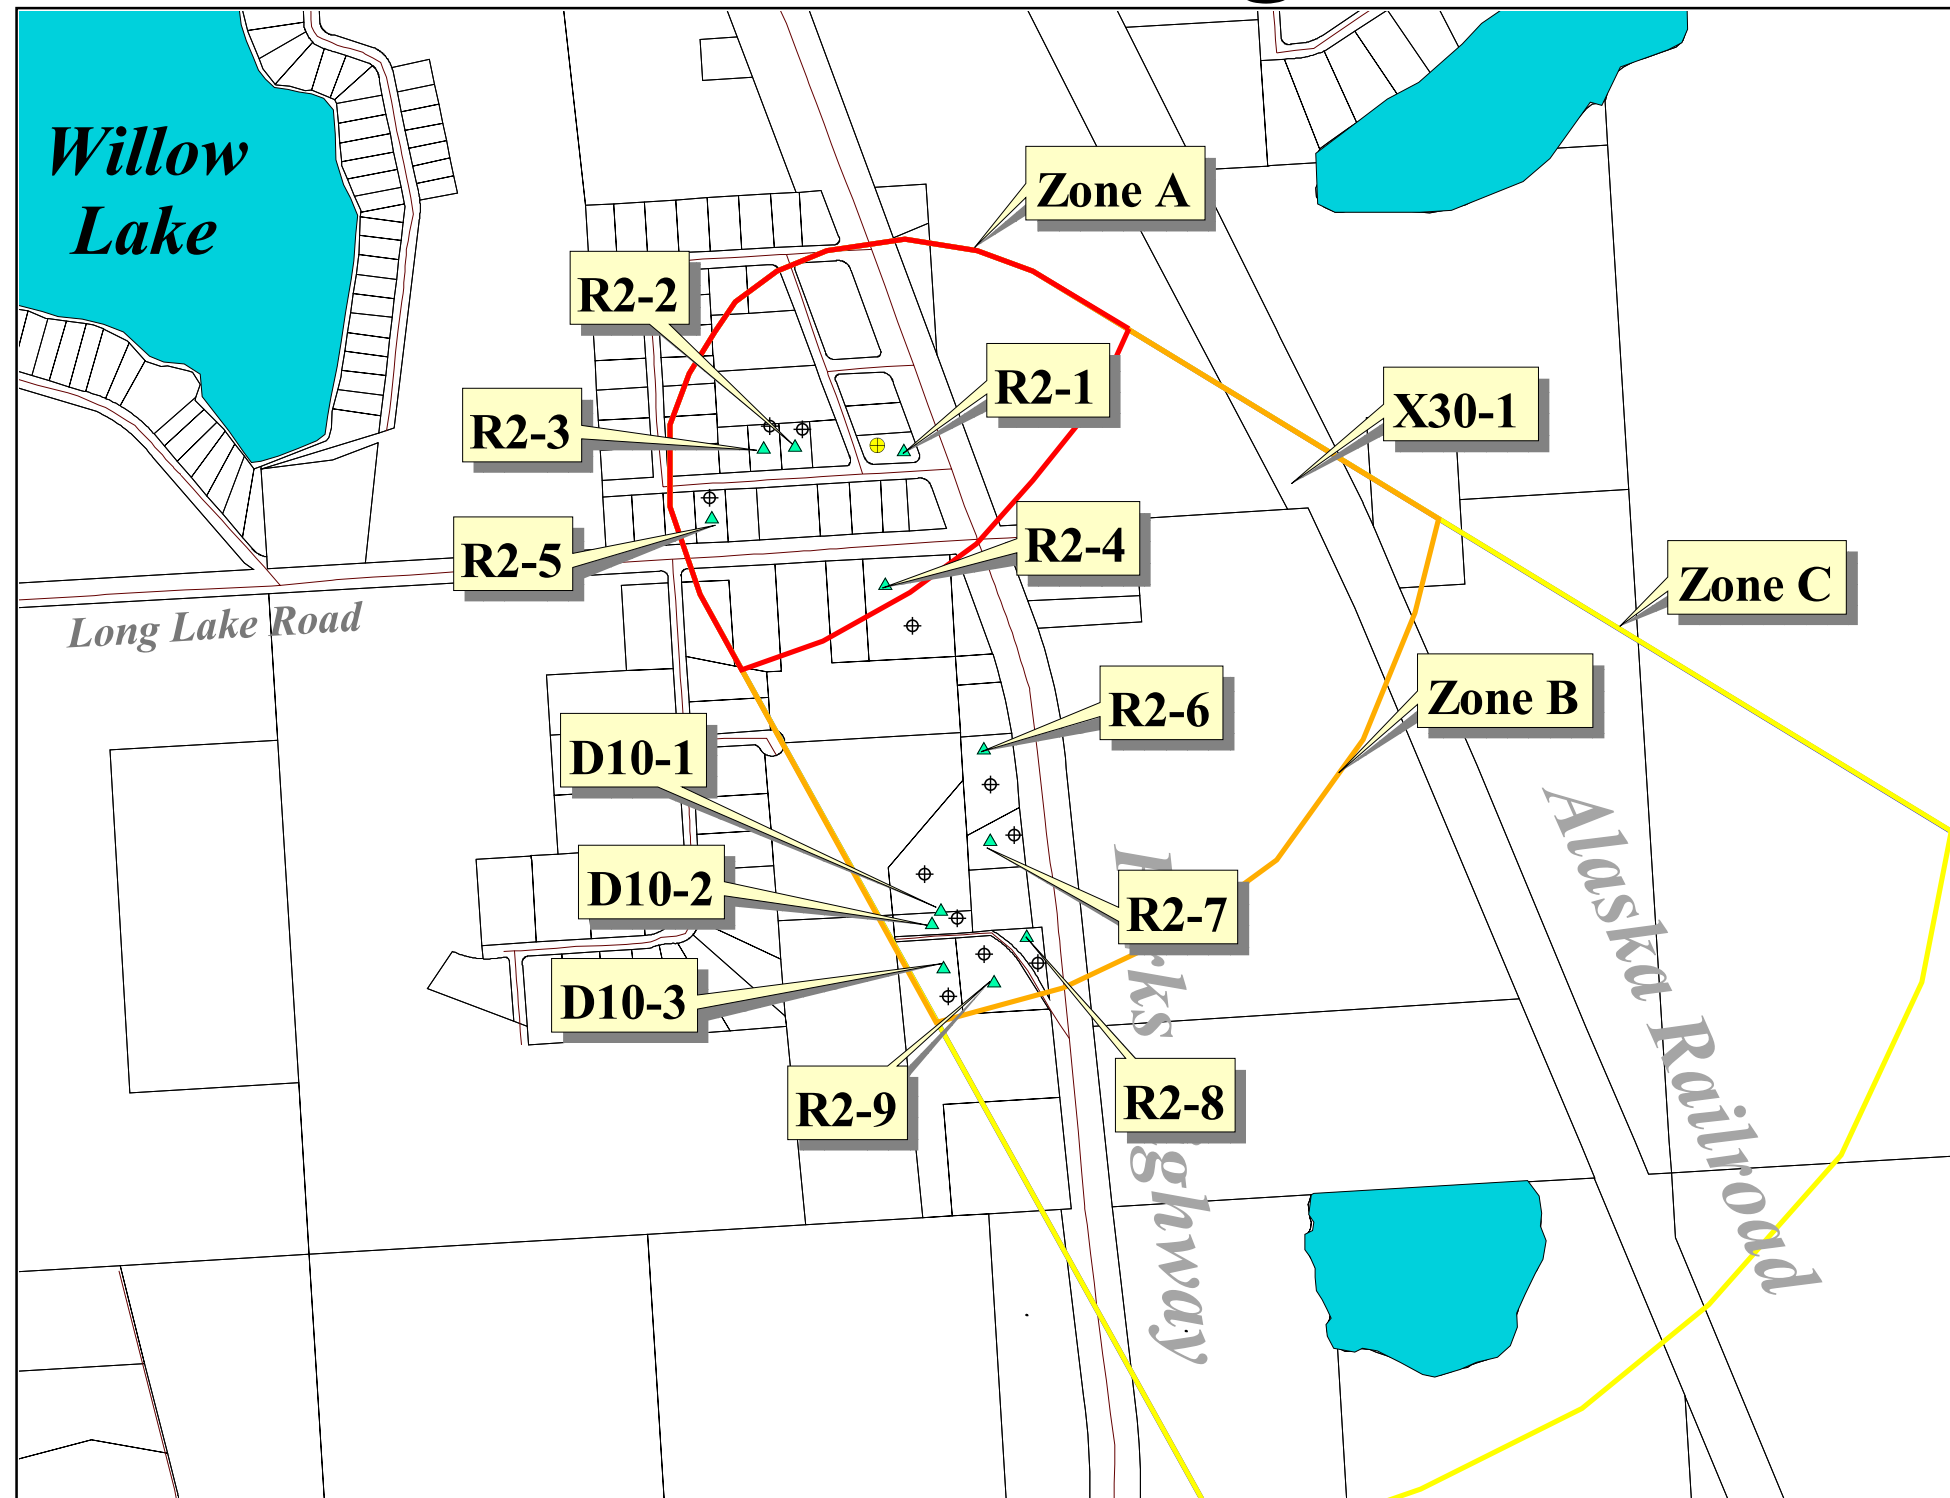 Willow
Lake
Zone A
R2-2
R2-1
X30-1
R2-3
R2-4
R2-5
Zone C
Long Lake Road
Zone B
R2-6
D10-1
Alaska Railroad
D10-2
R2-7
D10-3
R2-9
R2-8